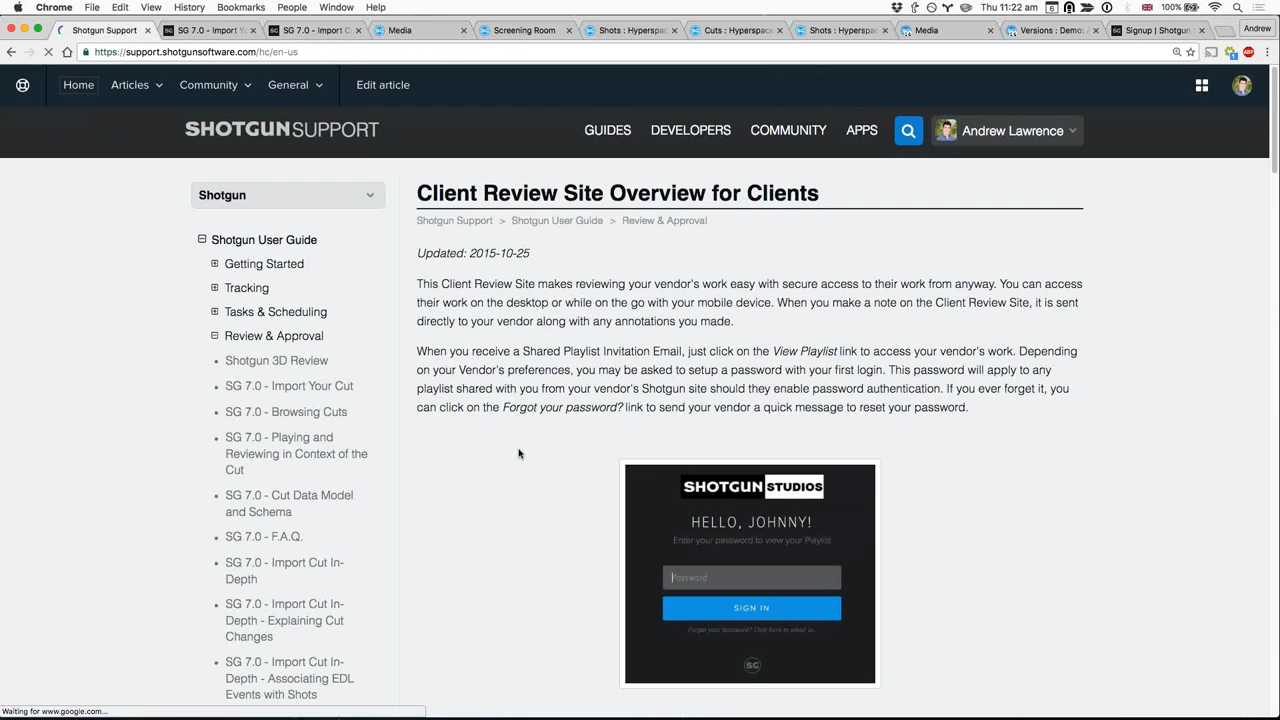 Chrome File Edit View History Bookmarks People Window Help
Thu 11:22 am 6 100%
Shotgun Support SG 7.0 - Import Y SG 7.0 - Import C Media Screening Room Shots : Hyperspa Cuts : Hyperspac Shots : Hyperspa Media Versions : Demo: Signup | Shotgun Andrew
https://support.shotgunsoftware.com/hc/en-us
Home Articles Community General Edit article
SHOTGUNSUPPORT GUIDES DEVELOPERS COMMUNITY APPS Andrew Lawrence
Shotgun
Shotgun User Guide
Getting Started
Tracking
Tasks & Scheduling
Review & Approval
Shotgun 3D Review
SG 7.0 - Import Your Cut
SG 7.0 - Browsing Cuts
SG 7.0 - Playing and
Reviewing in Context of the
Cut
SG 7.0 - Cut Data Model
and Schema
SG 7.0 - F.A.Q.
SG 7.0 - Import Cut In-
Depth
SG 7.0 - Import Cut In-
Depth - Explaining Cut
Changes
SG 7.0 - Import Cut In-
Depth - Associating EDL
Events with Shots
Client Review Site Overview for Clients
Shotgun Support > Shotgun User Guide > Review & Approval
Updated: 2015-10-25
This Client Review Site makes reviewing your vendor's work easy with secure access to their work from anyway. You can access
their work on the desktop or while on the go with your mobile device. When you make a note on the Client Review Site, it is sent
directly to your vendor along with any annotations you made.
When you receive a Shared Playlist Invitation Email, just click on the View Playlist link to access your vendor's work. Depending
on your Vendor's preferences, you may be asked to setup a password with your first login. This password will apply to any
playlist shared with you from your vendor's Shotgun site should they enable password authentication. If you ever forget it, you
can click on the Forgot your password? link to send your vendor a quick message to reset your password.
SHOTGUN STUDIOS
HELLO, JOHNNY!
Enter your password to view your Playlist
Password
SIGN IN
Forgot your password? Click here to email us.
SG
Waiting for www.google.com...